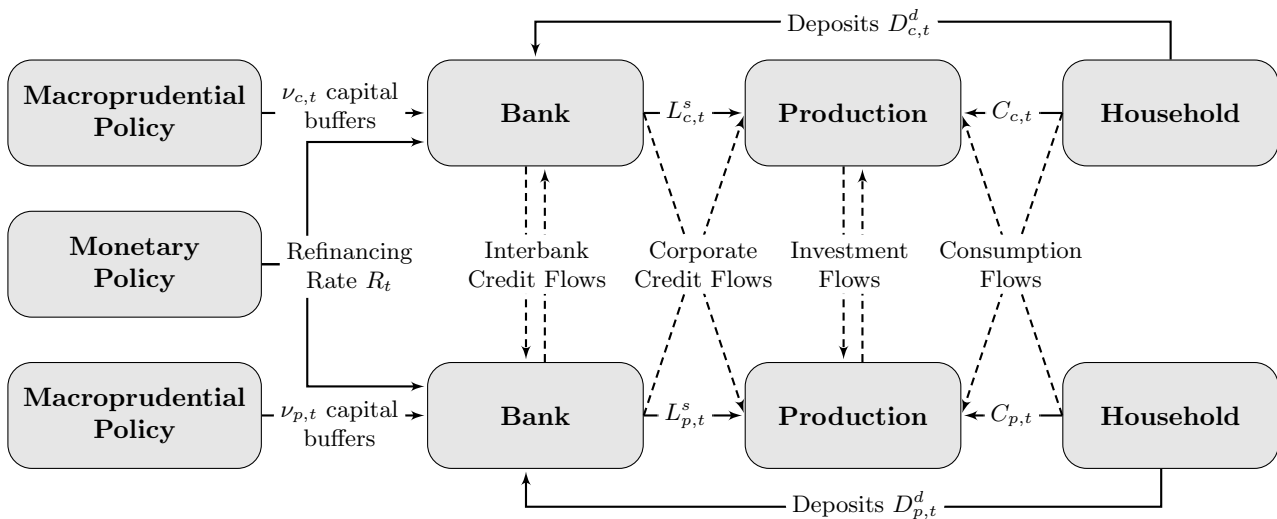 Deposits $D^d_{c,t}$
Macroprudential
Policy
$\nu_{c,t}$ capital
buffers
Bank
$L^s_{c,t}$
Production
$C_{c,t}$
Household
Monetary
Policy
Refinancing
Rate $R_t$
Interbank
Credit Flows
Corporate
Credit Flows
Investment
Flows
Consumption
Flows
Macroprudential
Policy
$\nu_{p,t}$ capital
buffers
Bank
$L^s_{p,t}$
Production
$C_{p,t}$
Household
Deposits $D^d_{p,t}$